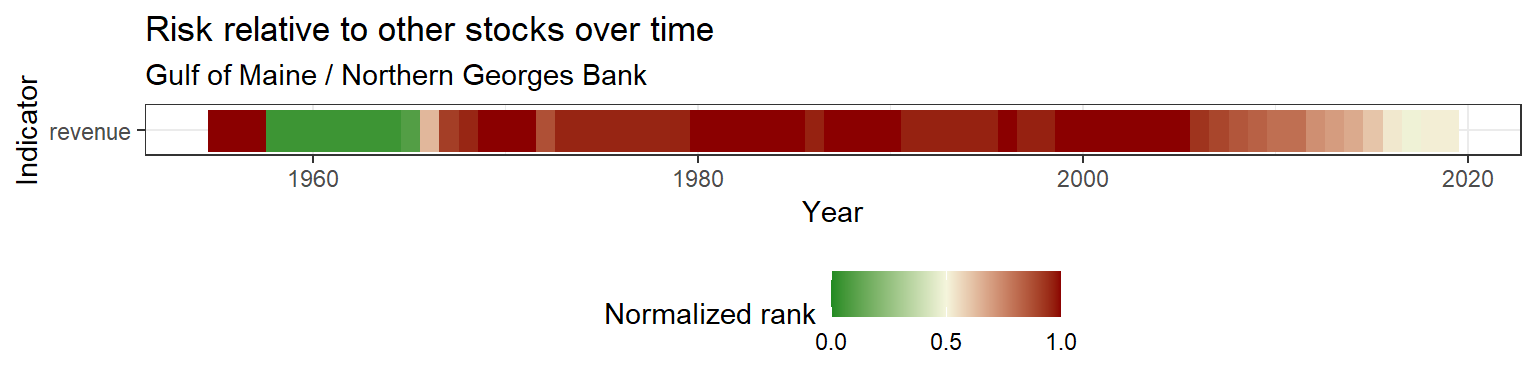 Risk relative to other stocks over time
Gulf of Maine / Northern Georges Bank
Indicator
revenue
1960 1980 2000 2020
Year
Normalized rank
0.0 0.5 1.0